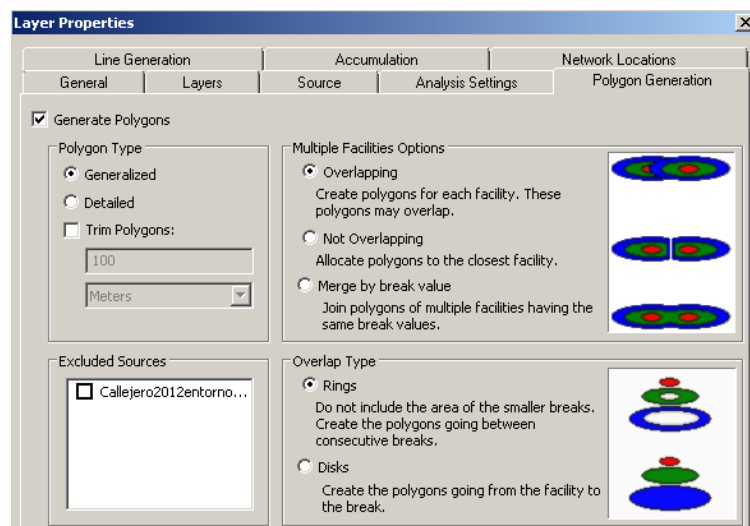 Layer Properties
Line Generation
Accumulation
Network Locations
General
Layers
Source
Analysis Settings
Polygon Generation
Generate Polygons
Polygon Type
Generalized
Detailed
Trim Polygons:
100
Meters
Multiple Facilities Options
Overlapping
Create polygons for each facility. These
polygons may overlap.
Not Overlapping
Allocate polygons to the closest facility.
Merge by break value
Join polygons of multiple facilities having the
same break values.
Excluded Sources
Callejero2012entorno...
Overlap Type
Rings
Do not include the area of the smaller breaks.
Create the polygons going between
consecutive breaks.
Disks
Create the polygons going from the facility to
the break.